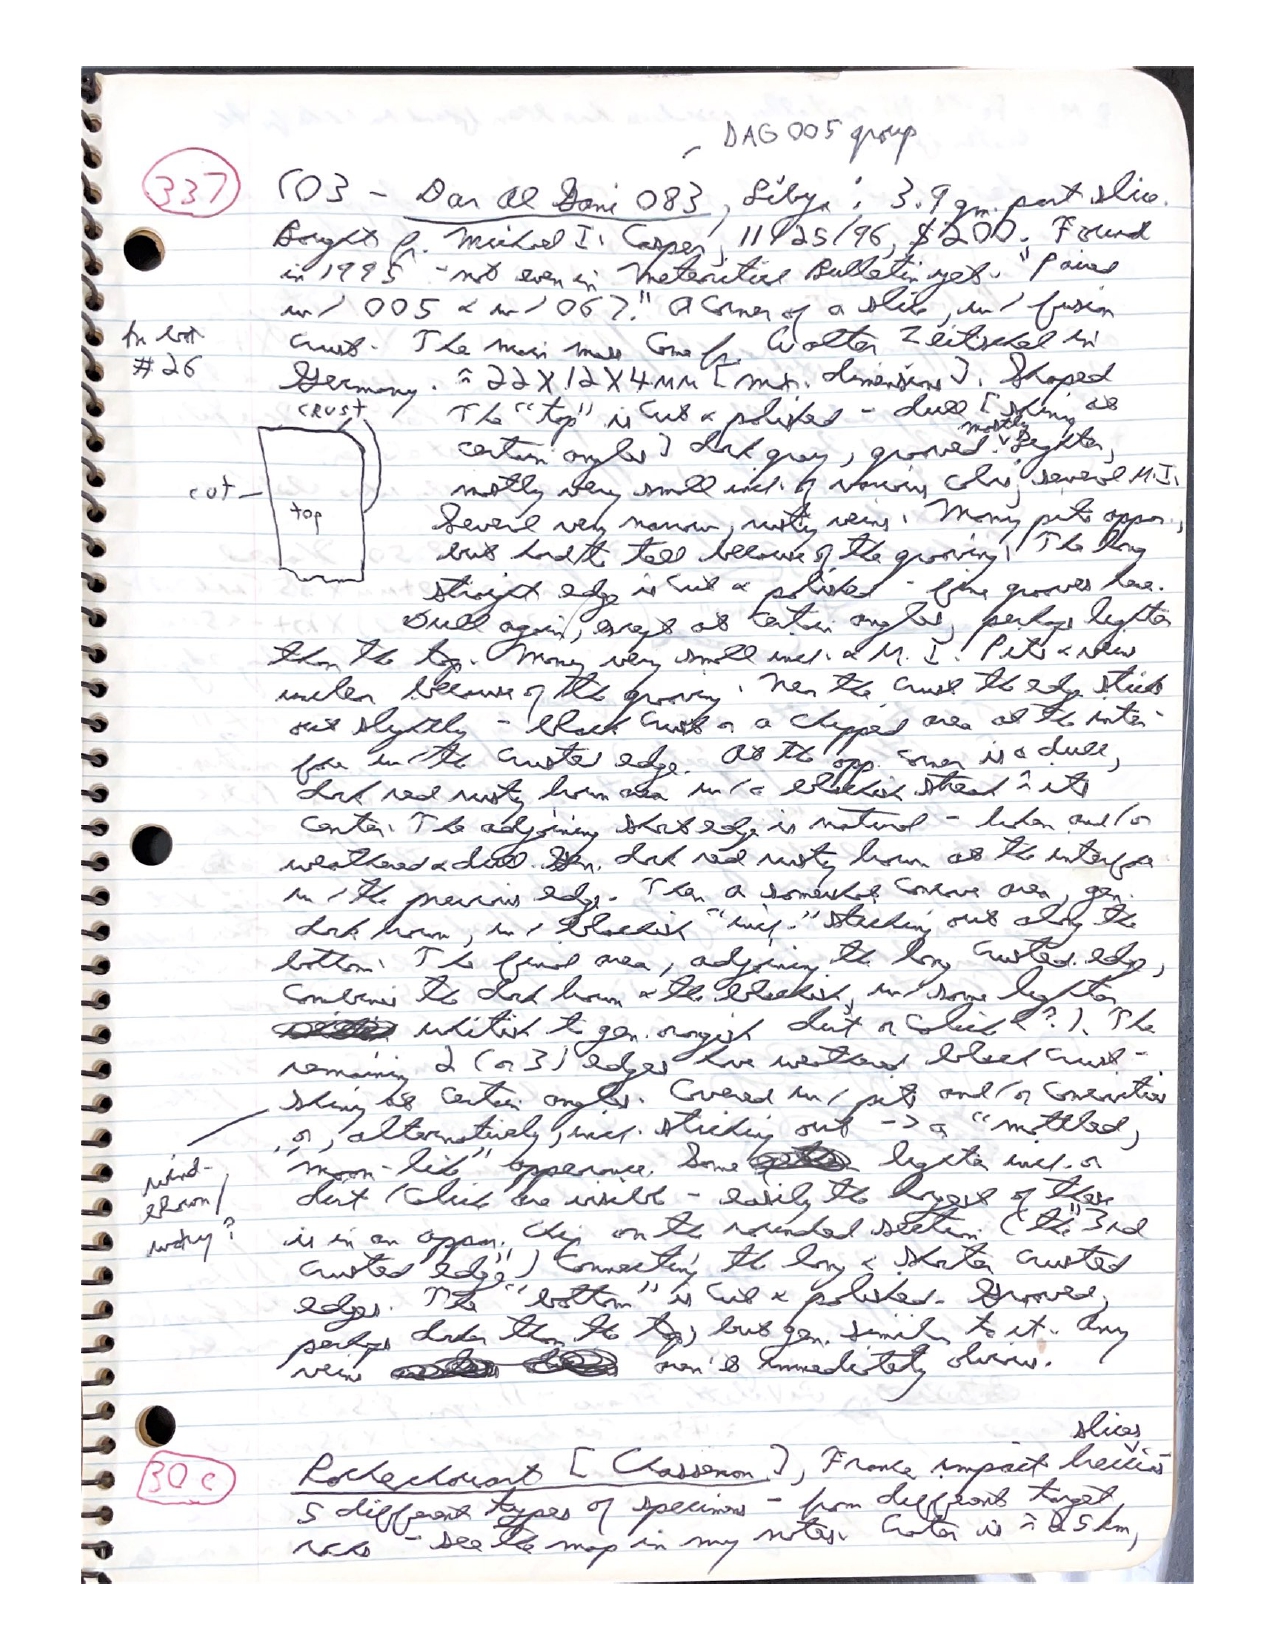 DAG 005 group
337
CO3 - Dar al Gani 083, Libya; 3.9 gm. part slice.
Bought fr. Michael I. Casper, 11/25/96, $200. Found
in 1995 - not even in Meteoritical Bulletin yet. "Paired
w/ 005 & w/ 067." A corner of a slice, w/ fusion
crust. The main mass came fr. Walter Zeitschel in
#26
Germany. ≈ 22X12X4MM [max. dimensions]. Shaped
CRUST
The "top" is cut & polished - dull [shiny at
certain angles] dark gray, grooved. mostly Lighter,
cut
top
mostly very small incl. of various colors; several M.I.
Several very narrow, rusty veins. Many pits appar.,
but hard to tell because of the grooving. The long
straight edge is cut & polished - fine grooves here.
Dull again, except at certain angles, perhaps lighter
than the top. Many very small incl. & M.I. Pits & veins
unclear because of the grooving. Near the crust the edge sticks
out slightly - black crust or a chipped area at the inter-
face w/ the crusted edge. At the opp. corner is a dull,
dark red rusty brown area w/ a blackish streak ≈ its
center. The adjoining short edge is natural - broken and/or
weathered & dull. Gen. dark red rusty brown at the interface
w/ the previous edge. Then a somewhat concave area, gen.
dark brown, w/ blackish "incl." sticking out along the
bottom. The final area, adjoining the long crusted edge,
combines the dark brown & the blackish, w/ some lighter
whitish to gen. orangish dirt or caliche (?). The
remaining 2 (or 3) edges have weathered black crust -
shiny at certain angles. Covered w/ pits and/or concavities
or, alternatively, incl. sticking out -> a "mottled,
"moon-like" appearance. Some lighter incl. or
wind-
blown/
dirt/caliche are visible - easily the largest of these
is in an appar. chip on the rounded section (the "3rd
crusted edge") connecting the long & shorter crusted
edges. The "bottom" is cut & polished. Grooved,
perhaps darker than the top, but gen. similar to it. Any
veins aren't immediately obvious.
slices
30c
Rochechouart [Chassenon], France impact breccias
5 different types of specimens - from different target
rocks - see the map in my notes. Crater is ≈ 25 km,